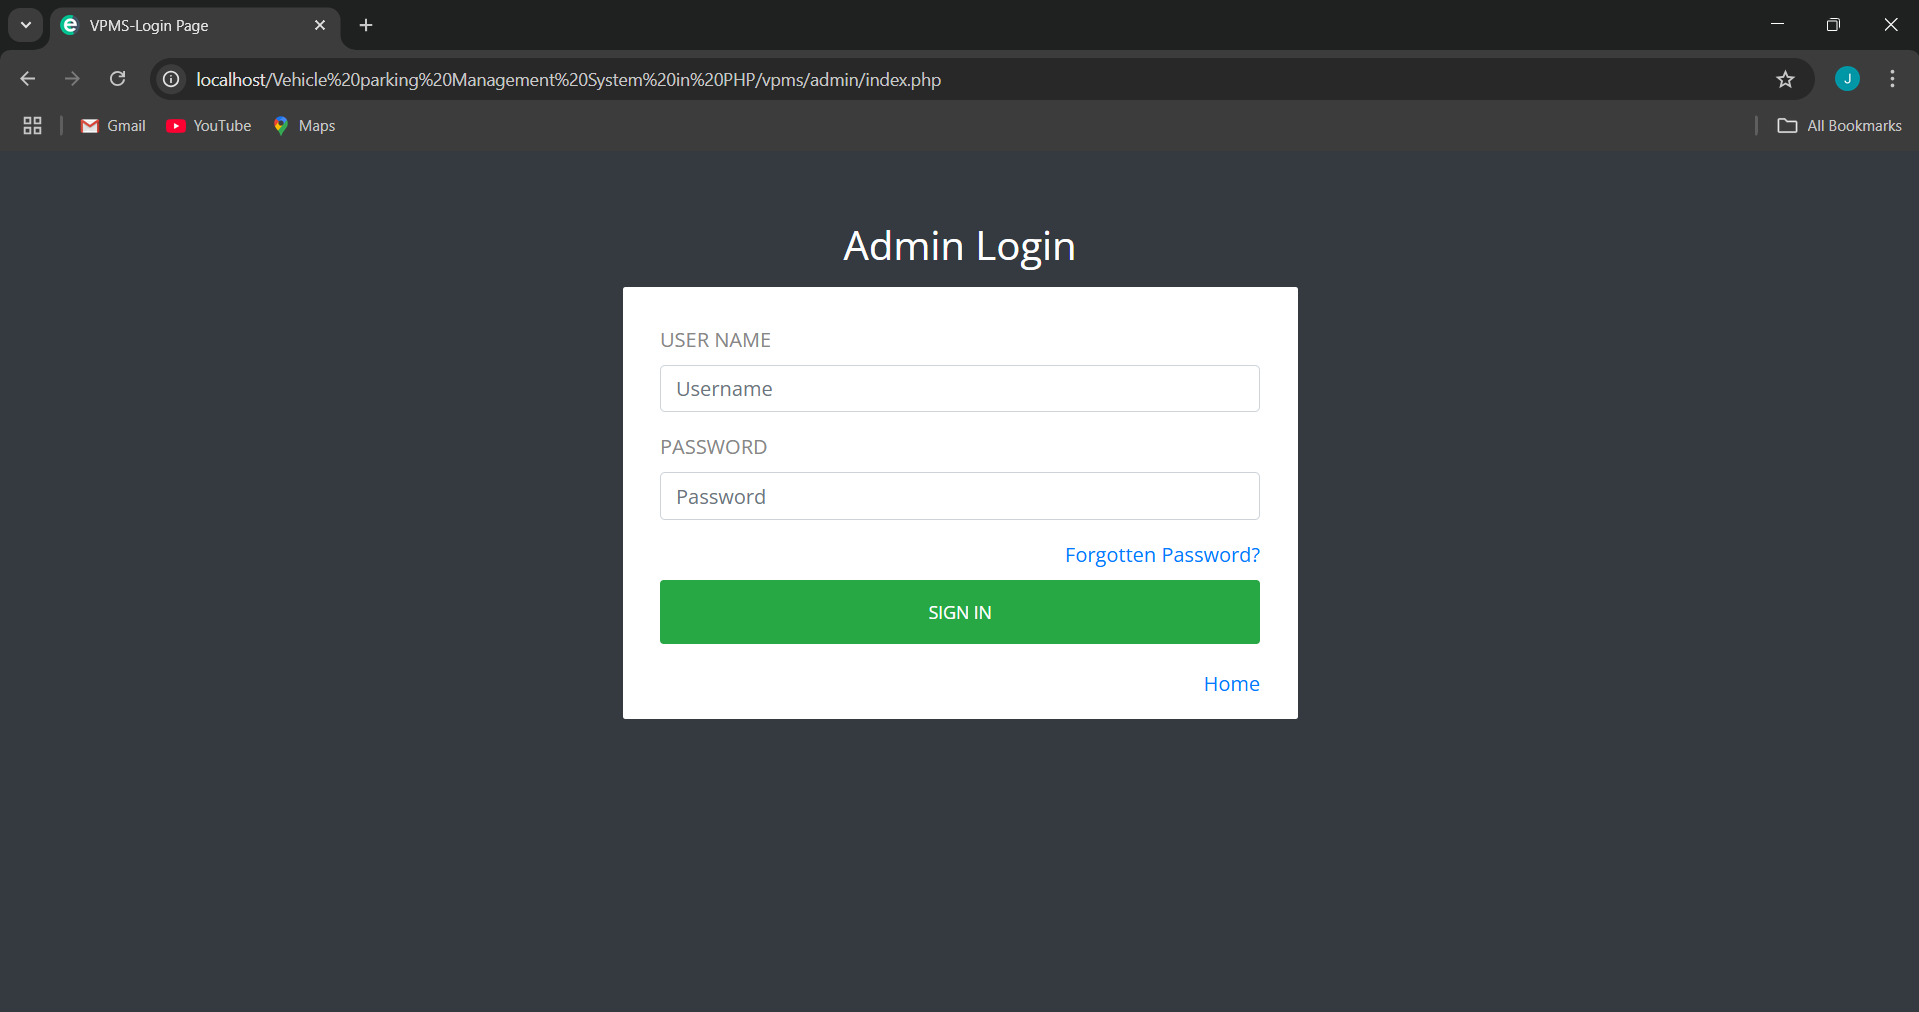 VPMS-Login Page
localhost/Vehicle%20parking%20Management%20System%20in%20PHP/vpms/admin/index.php
J
Gmail
YouTube
Maps
All Bookmarks
Admin Login
USER NAME
Username
PASSWORD
Password
Forgotten Password?
SIGN IN
Home